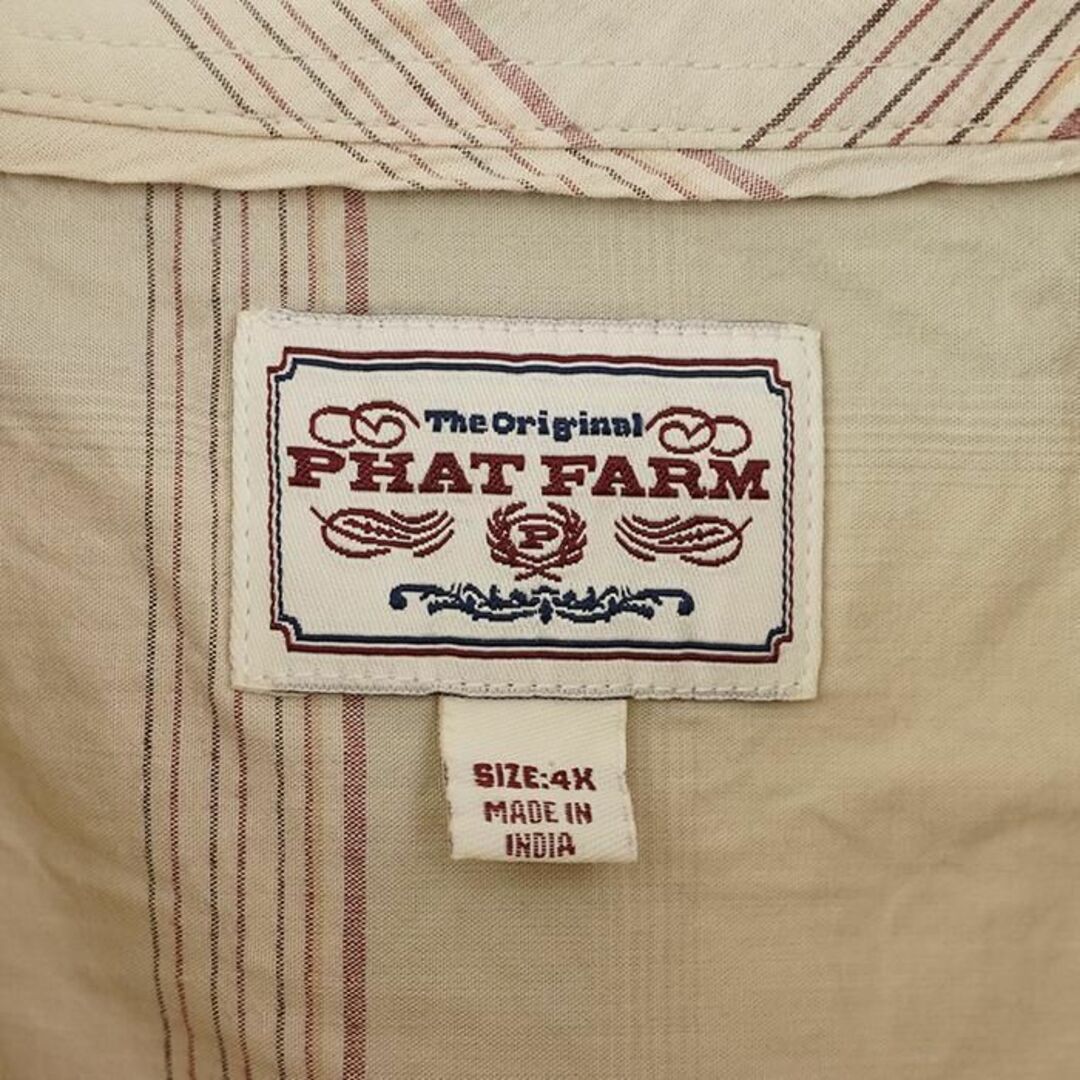 The Original
PHAT FARM
P
SIZE:4X
MADE IN
INDIA